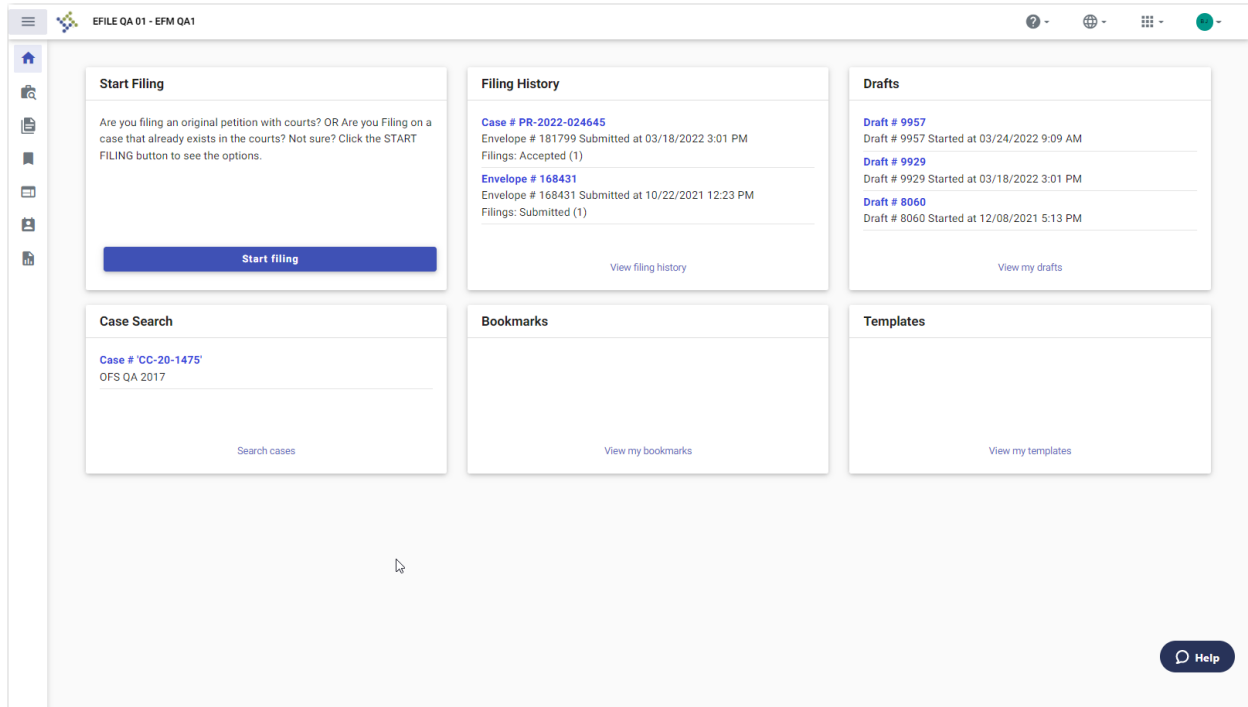 EFILE QA 01 - EFM QA1
Start Filing
Are you filing an original petition with courts? OR Are you Filing on a
case that already exists in the courts? Not sure? Click the START
FILING button to see the options.
Start filing
Filing History
Case # PR-2022-024645
Envelope # 181799 Submitted at 03/18/2022 3:01 PM
Filings: Accepted (1)
Envelope # 168431
Envelope # 168431 Submitted at 10/22/2021 12:23 PM
Filings: Submitted (1)
View filing history
Drafts
Draft # 9957
Draft # 9957 Started at 03/24/2022 9:09 AM
Draft # 9929
Draft # 9929 Started at 03/18/2022 3:01 PM
Draft # 8060
Draft # 8060 Started at 12/08/2021 5:13 PM
View my drafts
Case Search
Case # 'CC-20-1475'
OFS QA 2017
Search cases
Bookmarks
View my bookmarks
Templates
View my templates
Help